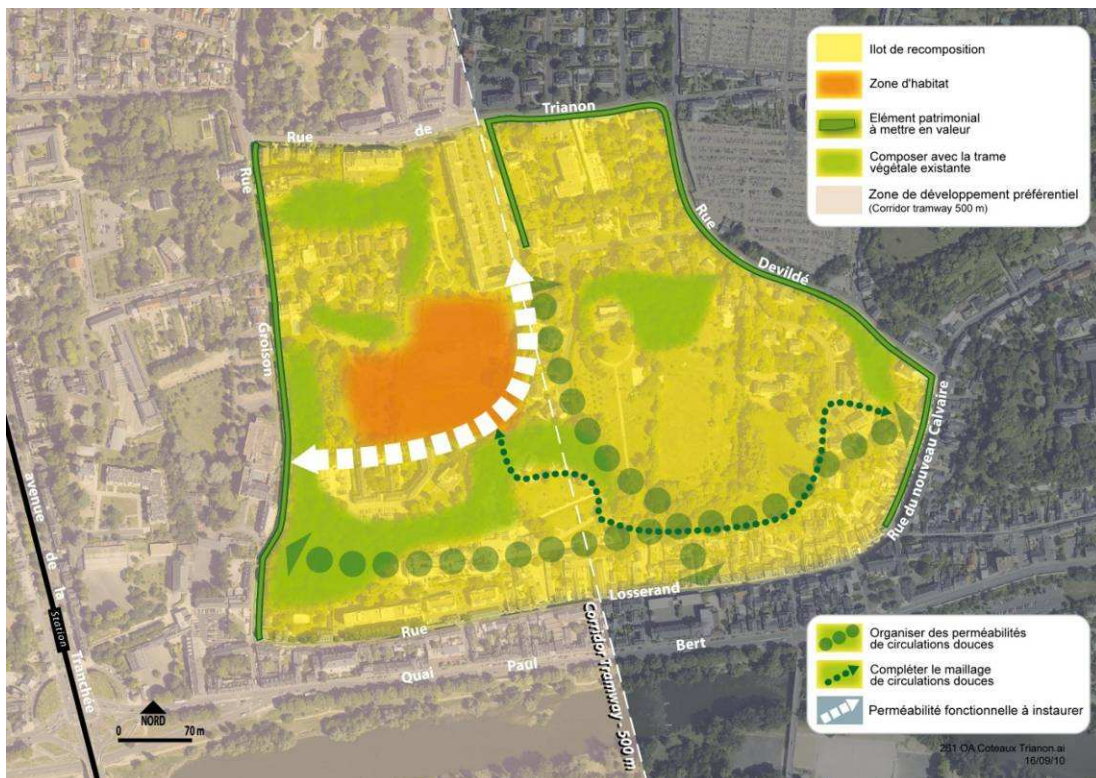 Ilot de recomposition
Zone d'habitat
Elément patrimonial
à mettre en valeur
Composer avec la trame
végétale existante
Zone de développement préférentiel
(Corridor tramway 500 m)
Rue de Trianon
Rue Groison
Rue Devildé
Rue du nouveau Calvaire
Rue Losserand
Quai Paul Bert
Corridor Tramway - 500 m
avenue de la Tranchée
Station
NORD
0 70 m
Organiser des perméabilités
de circulations douces
Compléter le maillage
de circulations douces
Perméabilité fonctionnelle à instaurer
261 OA Coteaux Trianon.ai
16/09/10